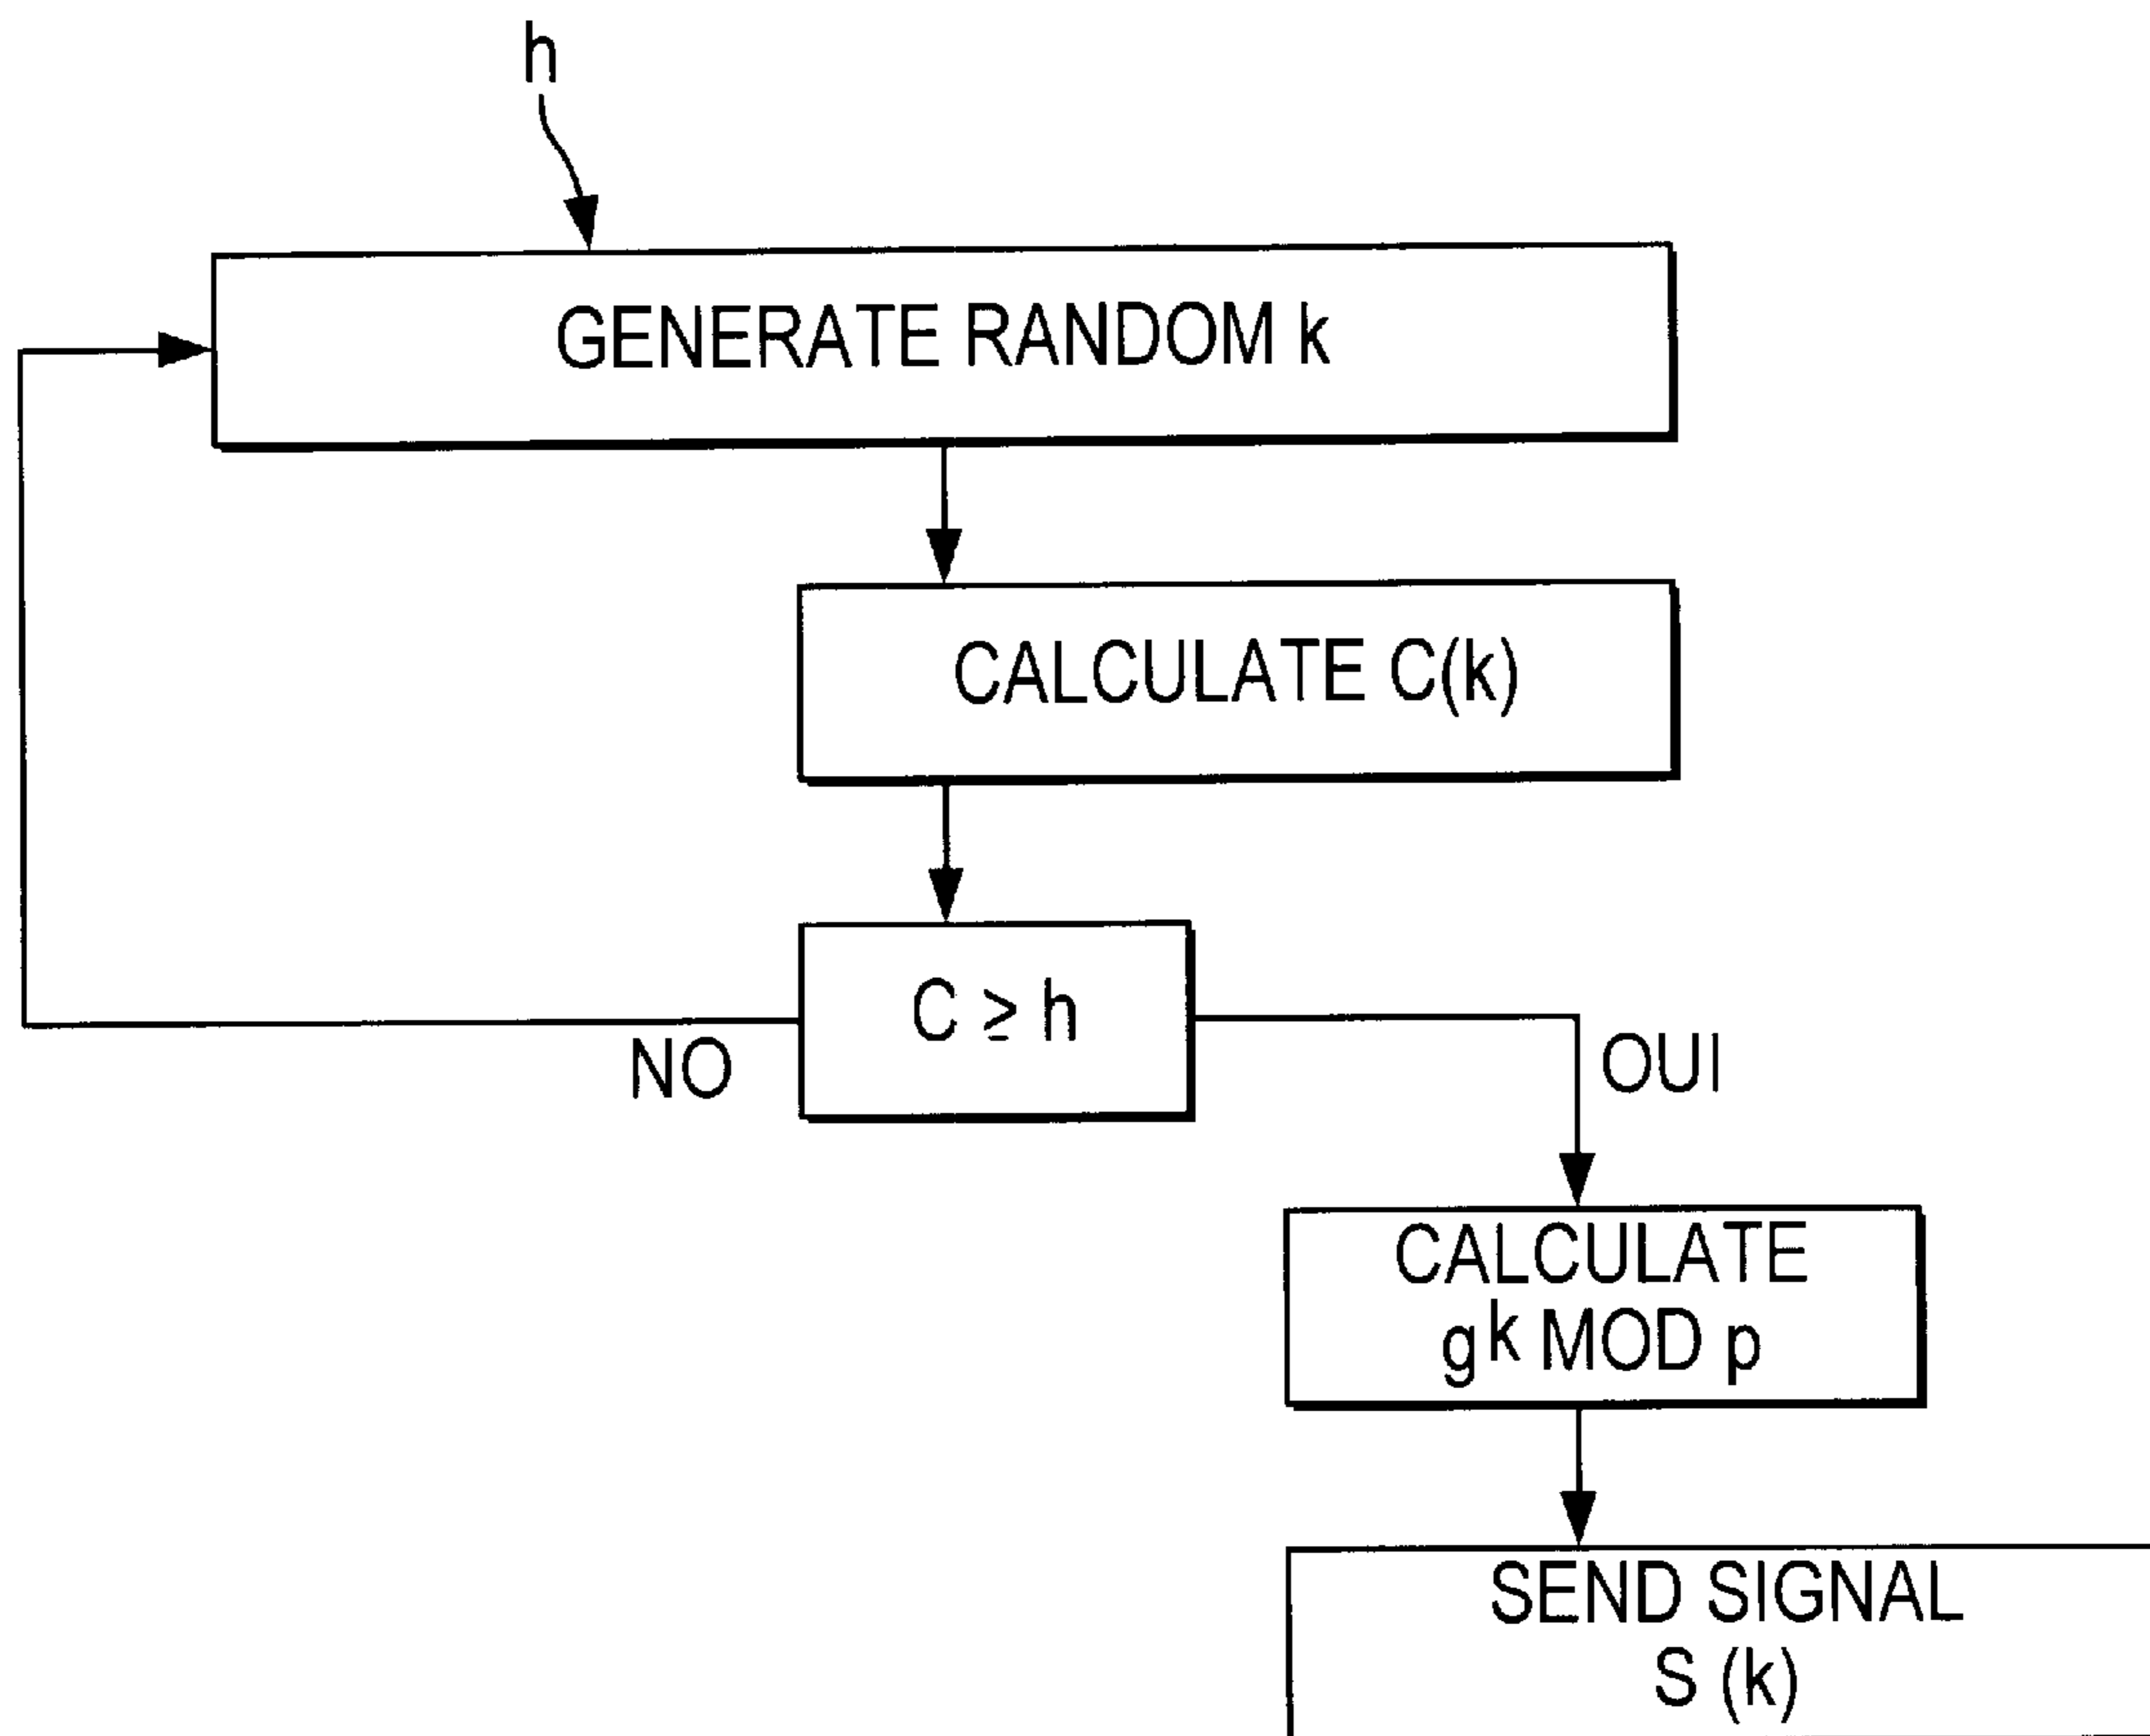 h
GENERATE RANDOM k
CALCULATE C(k)
C ≥ h
NO
OUI
CALCULATE
gᵏ MOD p
SEND SIGNAL
S (k)